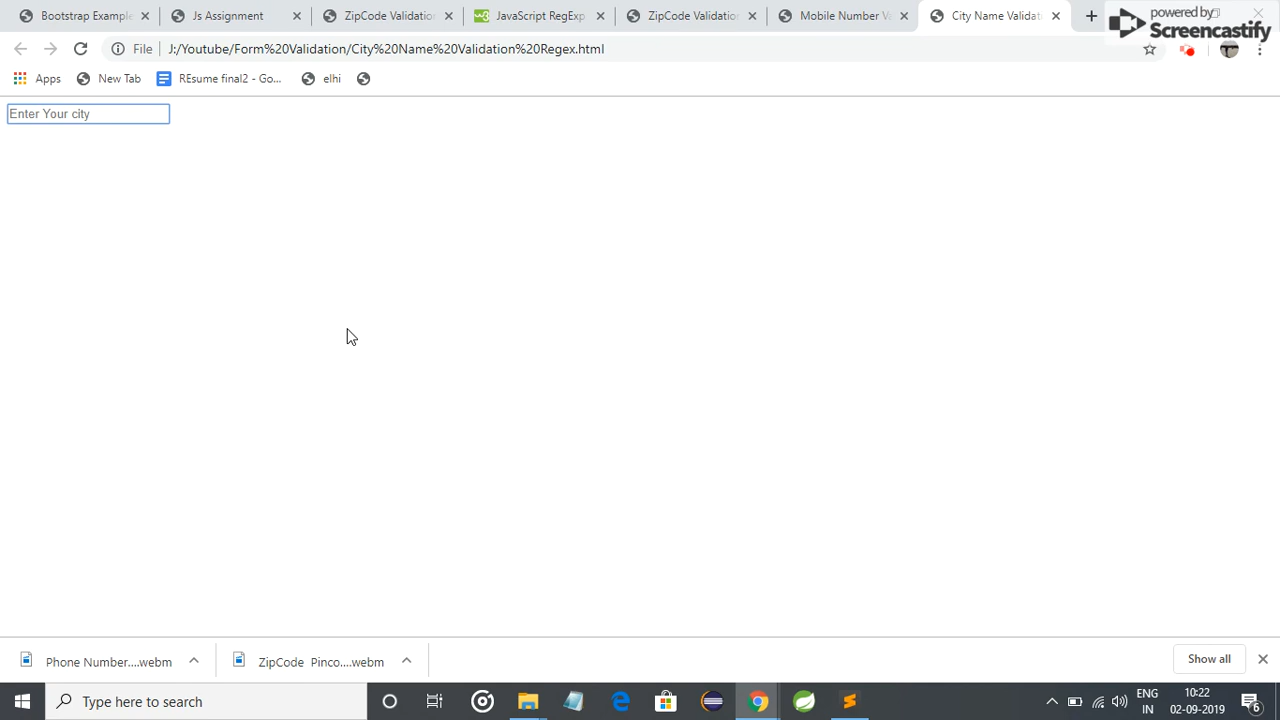 Bootstrap Example
Js Assignment
ZipCode Validation
JavaScript RegExp
ZipCode Validation
Mobile Number V
City Name Validat
powered by
Screencastify
File
J:/Youtube/Form%20Validation/City%20Name%20Validation%20Regex.html
Apps
New Tab
REsume final2 - Go...
elhi
Enter Your city
Phone Number....webm
ZipCode Pinco....webm
Show all
Type here to search
ENG
IN
10:22
02-09-2019
6